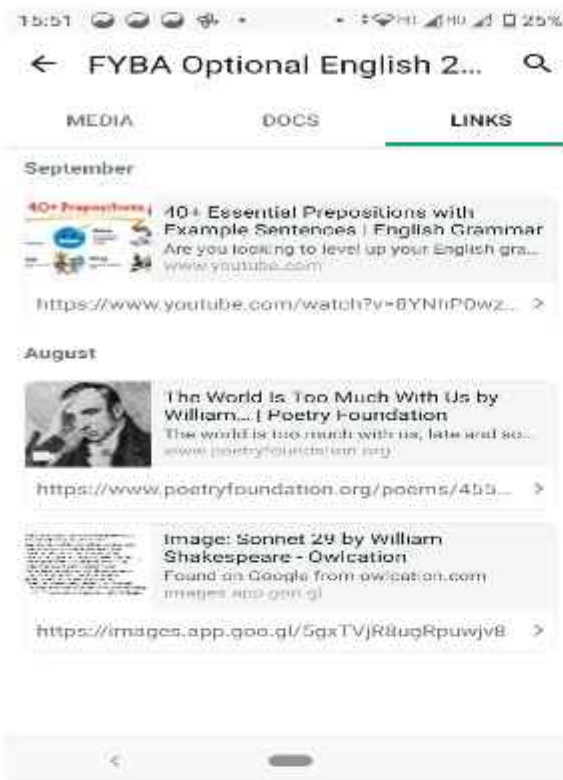 15:51 25%
FYBA Optional English 2...
MEDIA DOCS LINKS
September
40+ Prepositions
40+ Essential Prepositions with
Example Sentences | English Grammar
Are you looking to level up your English gra...
www.youtube.com
https://www.youtube.com/watch?v=8YNhP0wz...
August
The World Is Too Much With Us by
William... | Poetry Foundation
The world is too much with us, late and so...
www.poetryfoundation.org
https://www.poetryfoundation.org/poems/455...
Image: Sonnet 29 by William
Shakespeare - Owlcation
Found on Google from owlcation.com
images.app.goo.gl
https://images.app.goo.gl/5gxTVjR8uqRpuwjv8